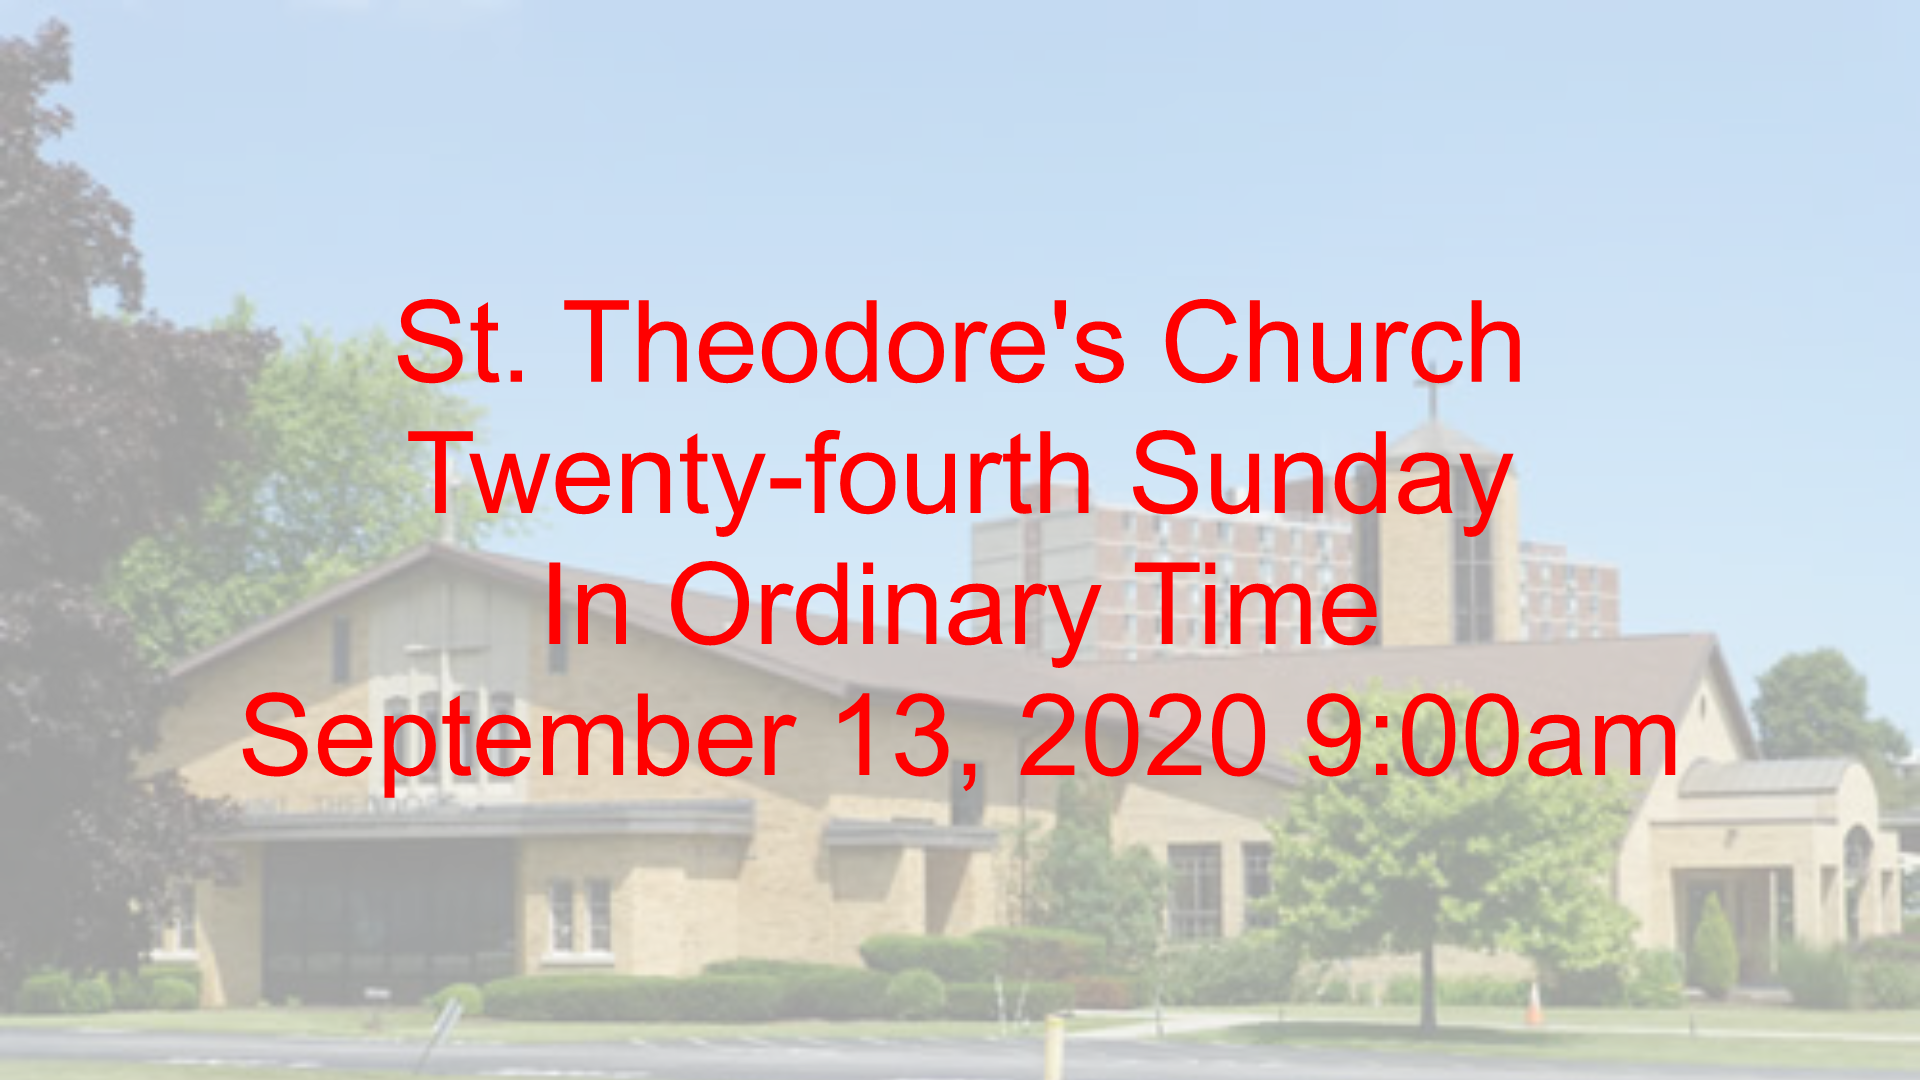 St. Theodore's Church
Twenty-fourth Sunday
In Ordinary Time
September 13, 2020 9:00am